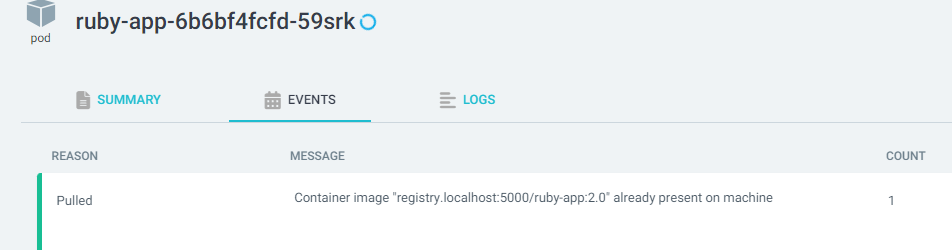 ruby-app-6b6bf4fcfd-59srk
pod
SUMMARY EVENTS LOGS
REASON MESSAGE COUNT
Pulled Container image "registry.localhost:5000/ruby-app:2.0" already present on machine 1